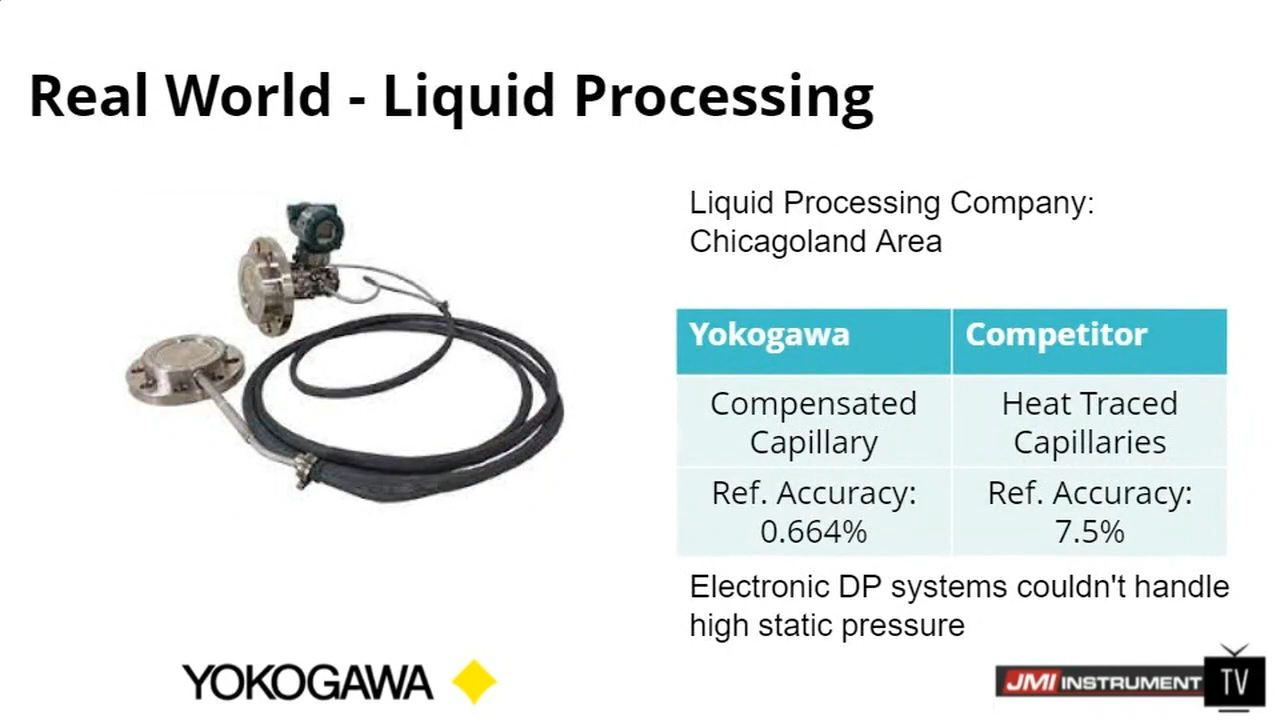 Real World - Liquid Processing
Liquid Processing Company:
Chicagoland Area
Yokogawa
Competitor
Compensated
Capillary
Heat Traced
Capillaries
Ref. Accuracy:
0.664%
Ref. Accuracy:
7.5%
Electronic DP systems couldn't handle
high static pressure
YOKOGAWA
JMI INSTRUMENT TV